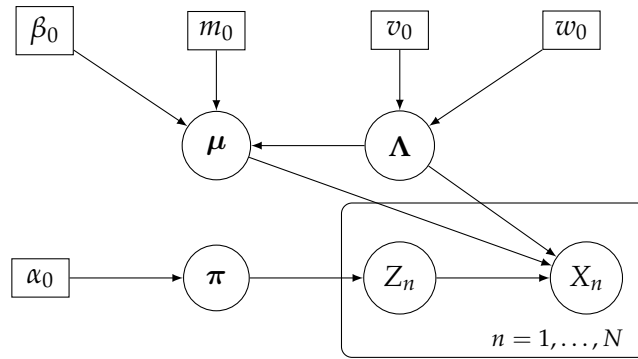 β₀ m₀ v₀ w₀
μ Λ
α₀ π Zₙ Xₙ
n = 1, . . . , N